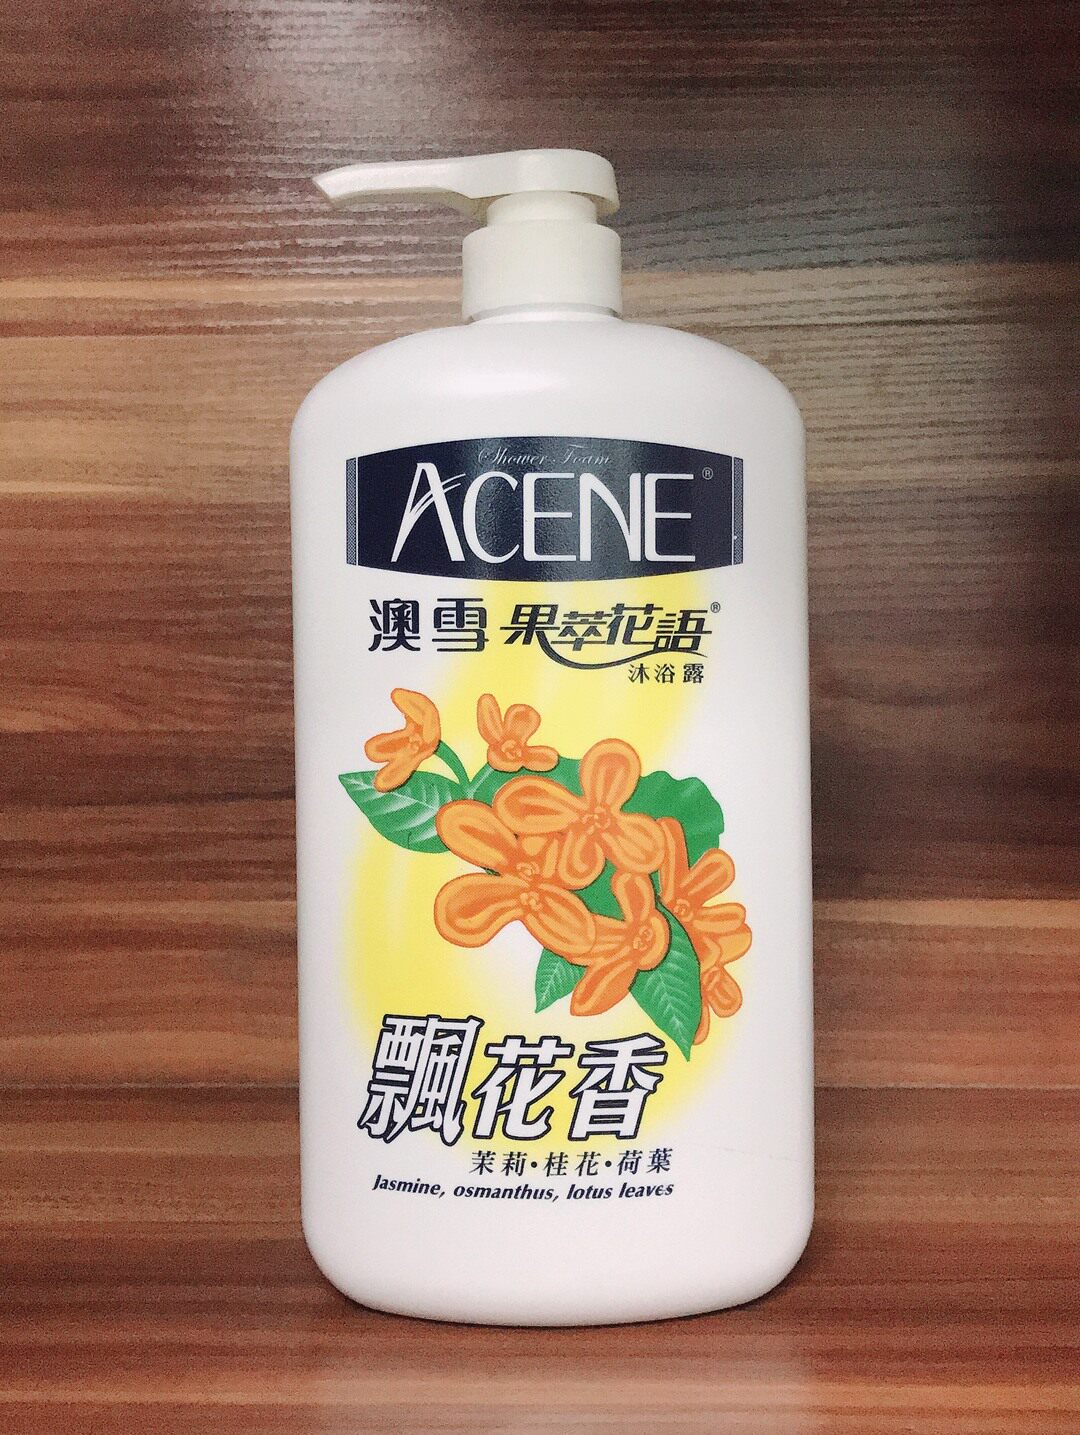 Shower Foam
ACENE®
澳雪 果萃花語®
沐浴露
飄花香
茉莉·桂花·荷葉
Jasmine, osmanthus, lotus leaves